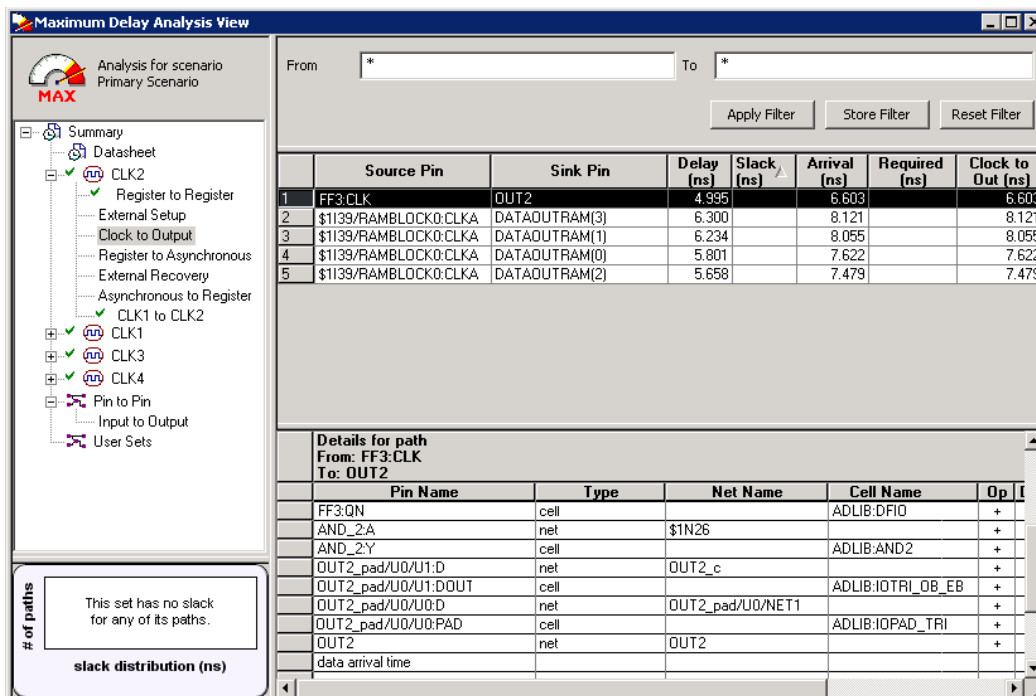 Maximum Delay Analysis View
MAX
Analysis for scenario
Primary Scenario
Summary
Datasheet
CLK2
Register to Register
External Setup
Clock to Output
Register to Asynchronous
External Recovery
Asynchronous to Register
CLK1 to CLK2
CLK1
CLK3
CLK4
Pin to Pin
Input to Output
User Sets
# of paths
This set has no slack
for any of its paths.
slack distribution (ns)
From * To *
Apply Filter Store Filter Reset Filter
Source Pin Sink Pin Delay (ns) Slack (ns) Arrival (ns) Required (ns) Clock to Out (ns)
1 FF3:CLK OUT2 4.995 6.603 6.603
2 $1I39/RAMBLOCK0:CLKA DATAOUTRAM(3) 6.300 8.121 8.121
3 $1I39/RAMBLOCK0:CLKA DATAOUTRAM(1) 6.234 8.055 8.055
4 $1I39/RAMBLOCK0:CLKA DATAOUTRAM(0) 5.801 7.622 7.622
5 $1I39/RAMBLOCK0:CLKA DATAOUTRAM(2) 5.658 7.479 7.479
Details for path
From: FF3:CLK
To: OUT2
Pin Name Type Net Name Cell Name Op
FF3:QN cell ADLIB:DFI0 +
AND_2:A net $1N26 +
AND_2:Y cell ADLIB:AND2 +
OUT2_pad/U0/U1:D net OUT2_c +
OUT2_pad/U0/U1:DOUT cell ADLIB:IOTRI_OB_EB +
OUT2_pad/U0/U0:D net OUT2_pad/U0/NET1 +
OUT2_pad/U0/U0:PAD cell ADLIB:IOPAD_TRI +
OUT2 net OUT2 +
data arrival time